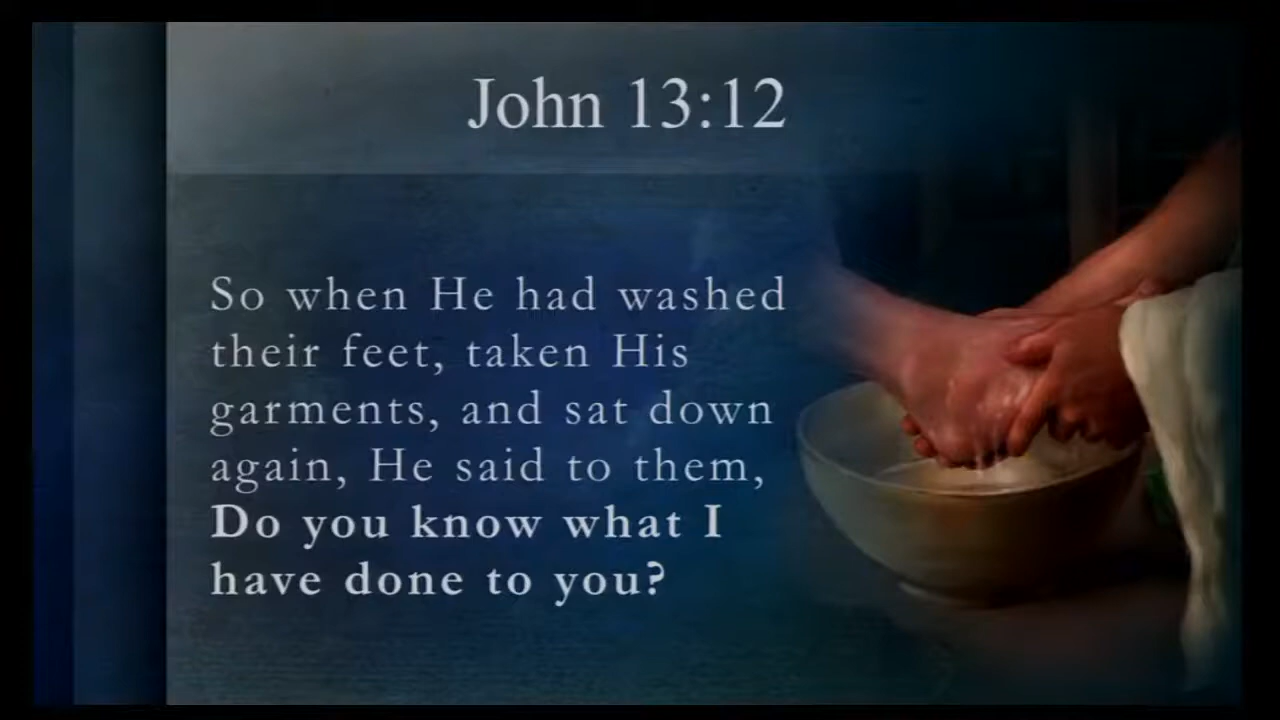 John 13:12
So when He had washed
their feet, taken His
garments, and sat down
again, He said to them,
Do you know what I
have done to you?